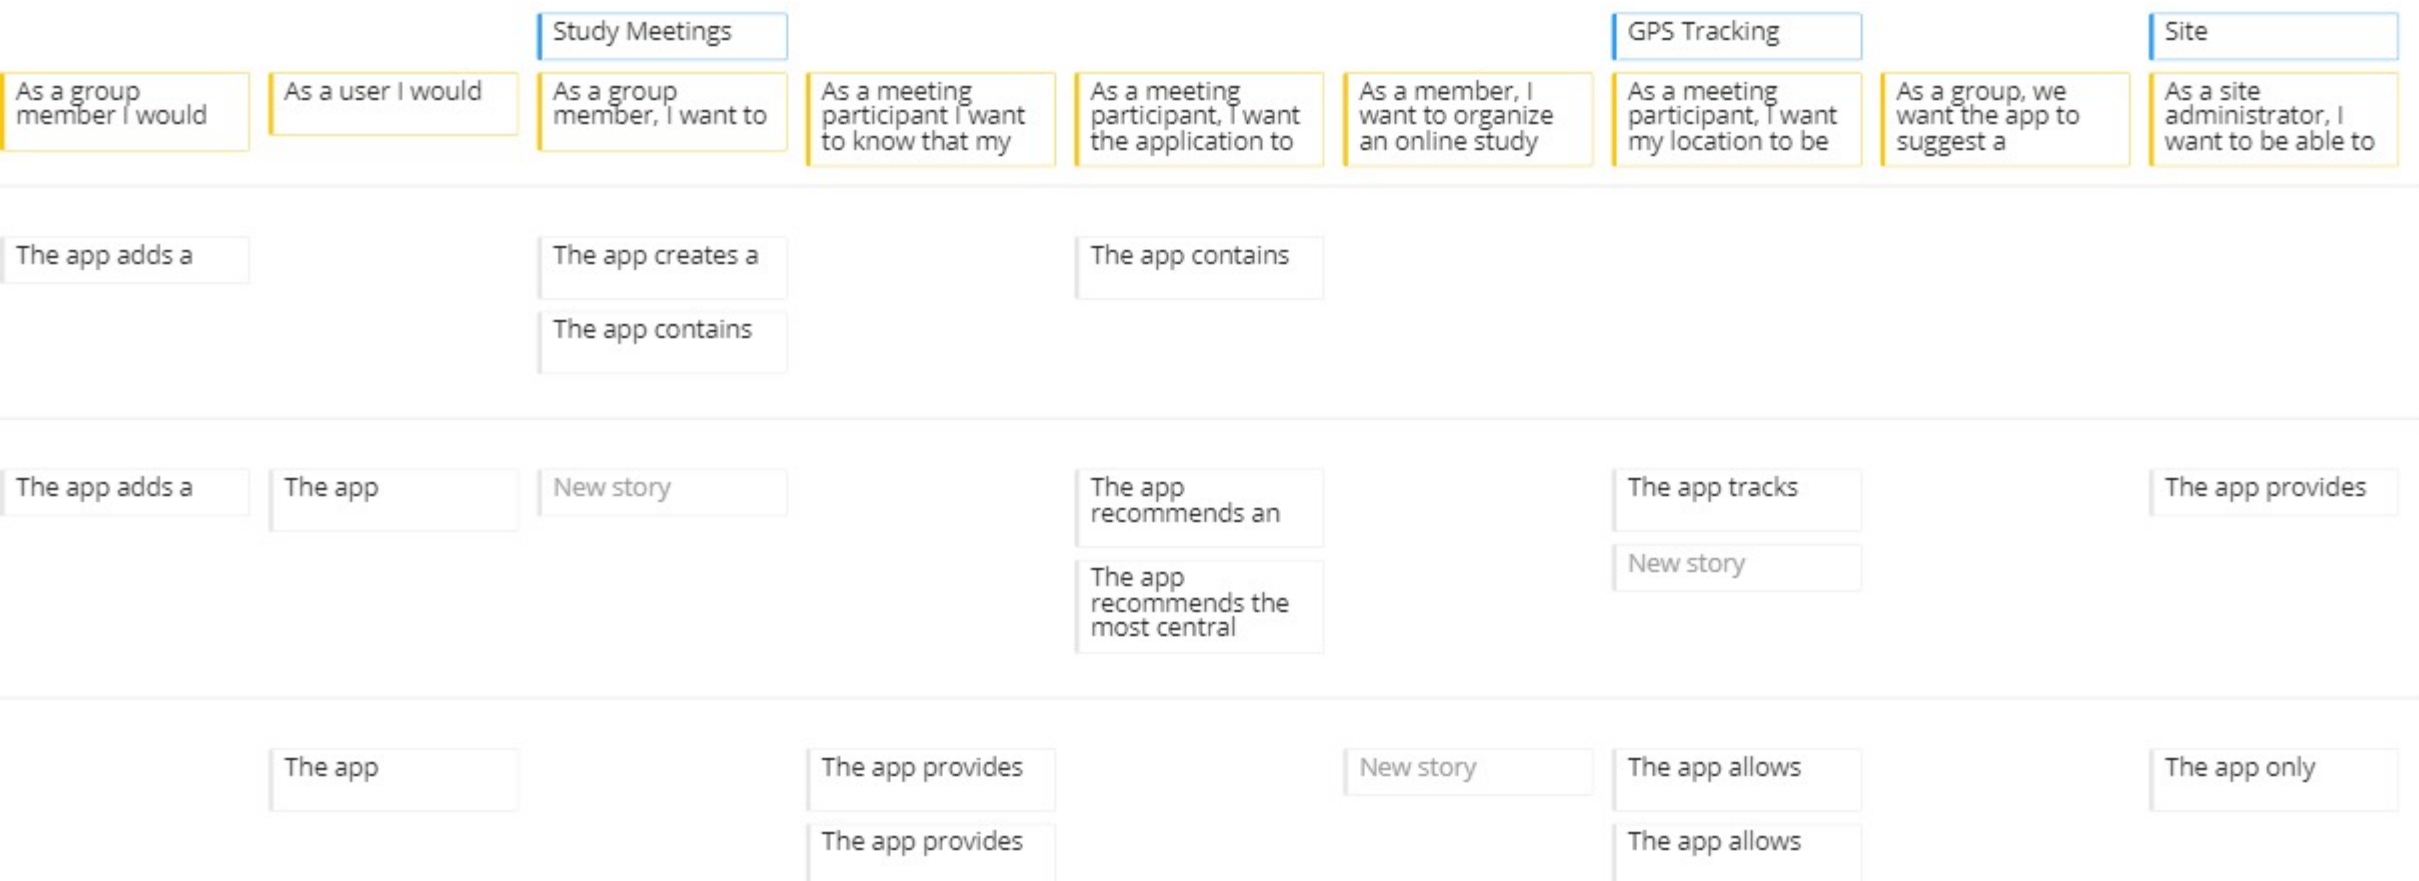 Study Meetings
GPS Tracking
Site
As a group
member I would
As a user I would
As a group
member, I want to
As a meeting
participant I want
to know that my
As a meeting
participant, I want
the application to
As a member, I
want to organize
an online study
As a meeting
participant, I want
my location to be
As a group, we
want the app to
suggest a
As a site
administrator, I
want to be able to
The app adds a
The app creates a
The app contains
The app contains
The app adds a
The app
New story
The app
recommends an
The app
recommends the
most central
The app tracks
New story
The app provides
The app
The app provides
The app provides
New story
The app allows
The app allows
The app only